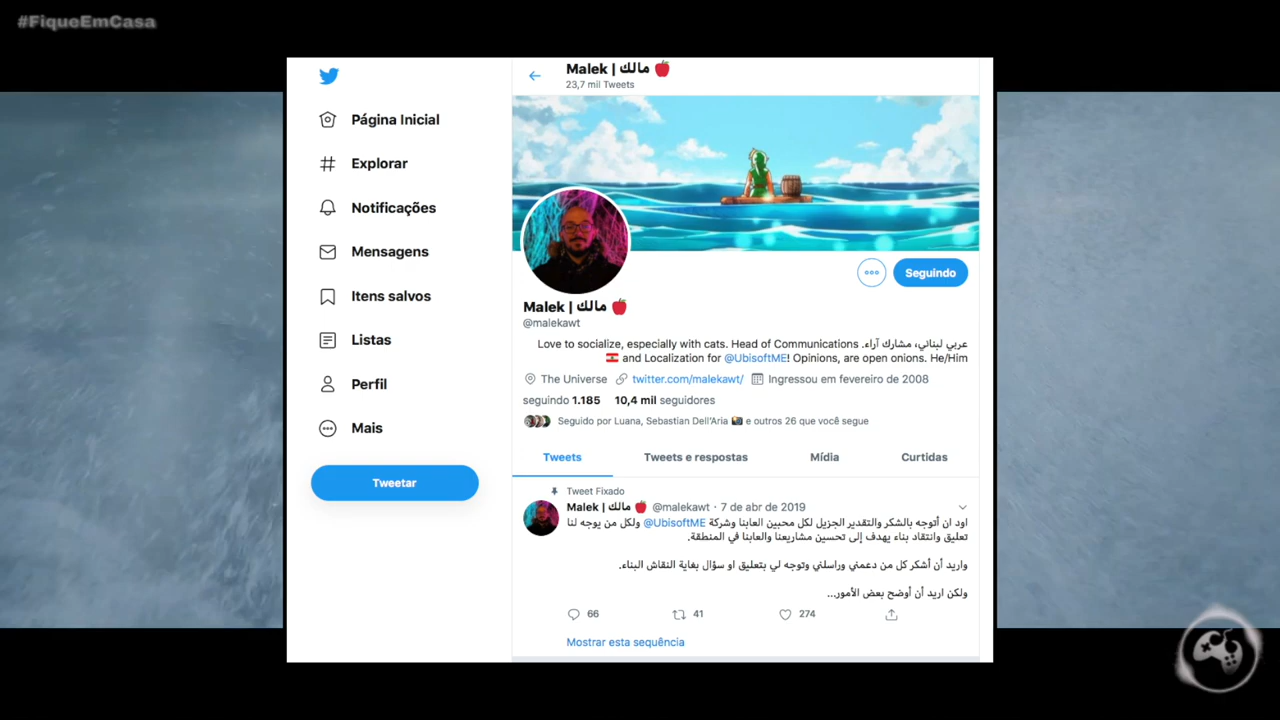 #FiqueEmCasa
Malek | مالك
23,7 mil Tweets
Página Inicial
Explorar
Notificações
Mensagens
Itens salvos
Listas
Perfil
Mais
Tweetar
Seguindo
Malek | مالك
@malekawt
عربي لبناني، مشارك آراء. Love to socialize, especially with cats. Head of Communications
and Localization for @UbisoftME! Opinions, are open onions. He/Him
The Universe twitter.com/malekawt/ Ingressou em fevereiro de 2008
seguindo 1.185 10,4 mil seguidores
Seguido por Luana, Sebastian Dell'Aria e outros 26 que você segue
Tweets Tweets e respostas Mídia Curtidas
Tweet Fixado
Malek | مالك @malekawt · 7 de abr de 2019
اود ان أتوجه بالشكر والتقدير الجزيل لكل محبين العابنا وشركة @UbisoftME ولكل من يوجه لنا
تعليق وانتقاد بناء يهدف إلى تحسين مشاريعنا والعابنا في المنطقة.
واريد أن أشكر كل من دعمني وراسلني وتوجه لي بتعليق او سؤال بغاية النقاش البناء.
ولكن اريد أن أوضح بعض الأمور...
66 41 274
Mostrar esta sequência